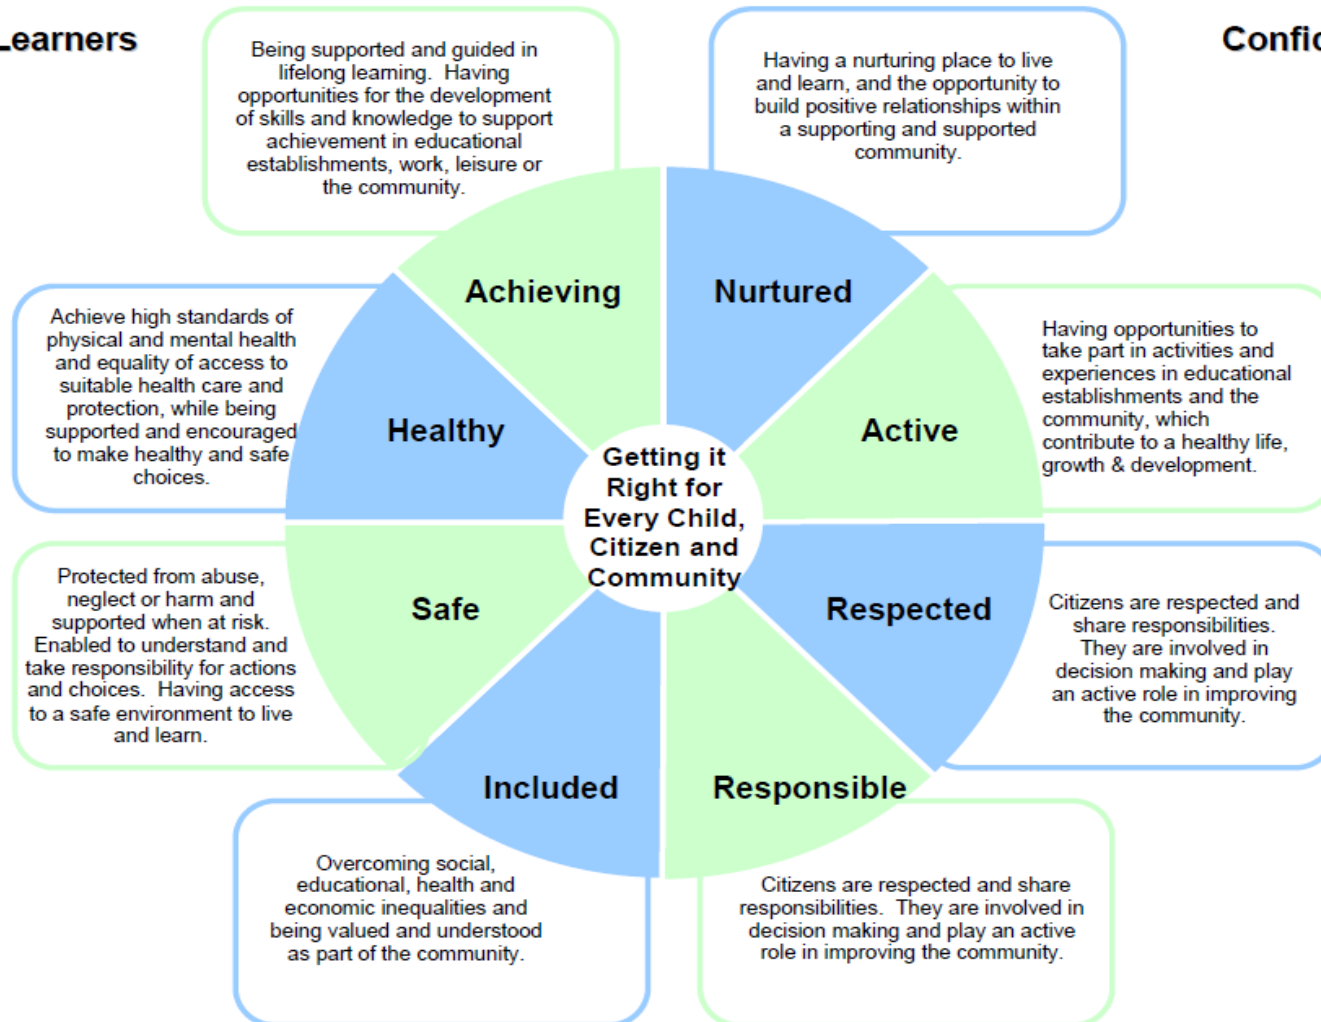 Learners
Confid
Being supported and guided in
lifelong learning.  Having
opportunities for the development
of skills and knowledge to support
achievement in educational
establishments, work, leisure or
the community.
Having a nurturing place to live
and learn, and the opportunity to
build positive relationships within
a supporting and supported
community.
Achieving
Nurtured
Achieve high standards of
physical and mental health
and equality of access to
suitable health care and
protection, while being
supported and encouraged
to make healthy and safe
choices.
Healthy
Active
Having opportunities to
take part in activities and
experiences in educational
establishments and the
community, which
contribute to a healthy life,
growth & development.
Getting it
Right for
Every Child,
Citizen and
Community
Protected from abuse,
neglect or harm and
supported when at risk.
Enabled to understand and
take responsibility for actions
and choices.  Having access
to a safe environment to live
and learn.
Safe
Respected
Citizens are respected and
share responsibilities.
They are involved in
decision making and play
an active role in improving
the community.
Included
Responsible
Overcoming social,
educational, health and
economic inequalities and
being valued and understood
as part of the community.
Citizens are respected and share
responsibilities.  They are involved in
decision making and play an active
role in improving the community.